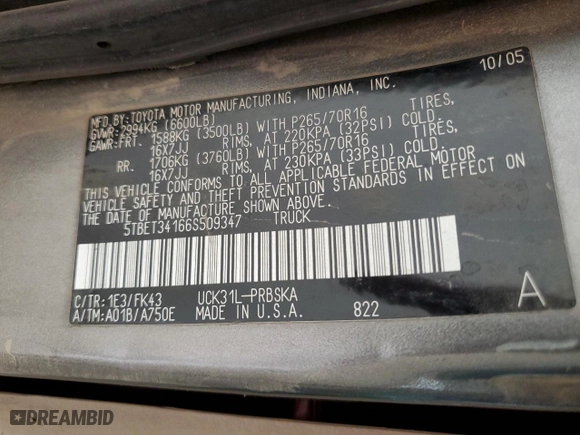 MFD.BY:TOYOTA MOTOR MANUFACTURING, INDIANA, INC. 10/05
GVWR:2994KG (6600LB)
GAWR:FRT. 1588KG (3500LB) WITH P265/70R16 TIRES,
16X7JJ RIMS, AT 220KPA (32PSI) COLD.
RR. 1706KG (3760LB) WITH P265/70R16 TIRES,
16X7JJ RIMS, AT 230KPA (33PSI) COLD.
THIS VEHICLE CONFORMS TO ALL APPLICABLE FEDERAL MOTOR
VEHICLE SAFETY AND THEFT PREVENTION STANDARDS IN EFFECT
ON THE DATE OF MANUFACTURE SHOWN ABOVE.
5TBET34166S509347 TRUCK
C/TR: 1E3/FK43 UCK31L-PRBSKA
A/TM: A01B/A750E MADE IN U.S.A. 822 A
DREAMBID